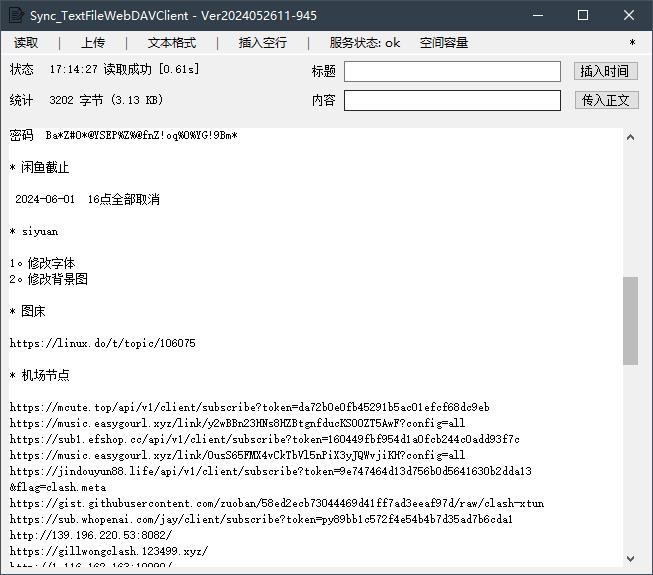 Sync_TextFileWebDAVClient - Ver2024052611-945
读取 | 上传 | 文本格式 | 插入空行 | 服务状态: ok 空间容量 *
状态 17:14:27 读取成功 [0.61s] 标题 插入时间
统计 3202 字节 (3.13 KB) 内容 传入正文
密码 Ba*Z#O*@YSEP%Z%@fnZ!oq%O%YG!9Bm*
* 闲鱼截止
2024-06-01 16点全部取消
* siyuan
1。修改字体
2。修改背景图
* 图床
https://linux.do/t/topic/106075
* 机场节点
https://mcute.top/api/v1/client/subscribe?token=da72b0e0fb45291b5ac01efcf68dc9eb
https://music.easygourl.xyz/link/y2wBBn23HNs8HZBtgnfducKS00ZT5AwF?config=all
https://sub1.efshop.cc/api/v1/client/subscribe?token=160449fbf954d1a0fcb244c0add93f7c
https://music.easygourl.xyz/link/0usS65FMX4vCkTbVl5nPiX3yJQWvjiKH?config=all
https://jindouyun88.life/api/v1/client/subscribe?token=9e747464d13d756b0d5641630b2dda13
&flag=clash.meta
https://gist.githubusercontent.com/zuoban/58ed2ecb73044469d41ff7ad3eeaf97d/raw/clash-xtun
https://sub.whopenai.com/jay/client/subscribe?token=py89bb1c572f4e54b4b7d35ad7b6cda1
http://139.196.220.53:8082/
https://gillwongclash.123499.xyz/